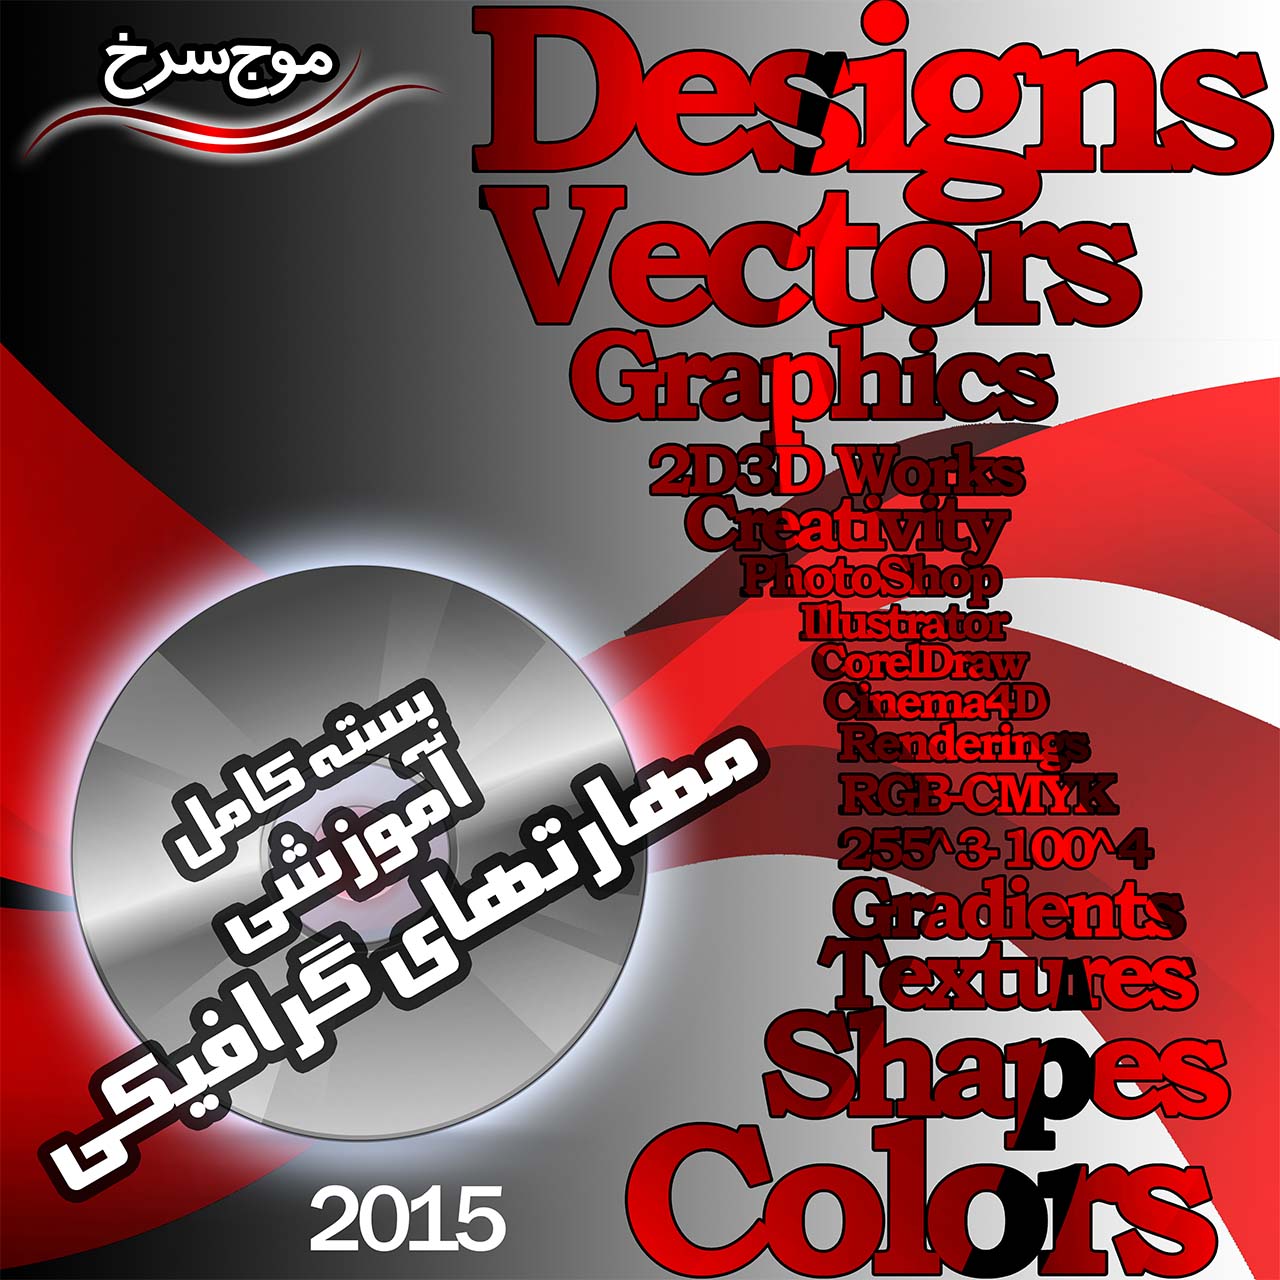 موج سرخ
Designs
Vectors
Graphics
2D3D Works
Creativity
PhotoShop
Illustrator
CorelDraw
Cinema4D
Renderings
RGB-CMYK
255^3-100^4
Gradients
Textures
Shapes
Colors
بسته کامل
آموزشی
مهارتهای گرافیکی
2015